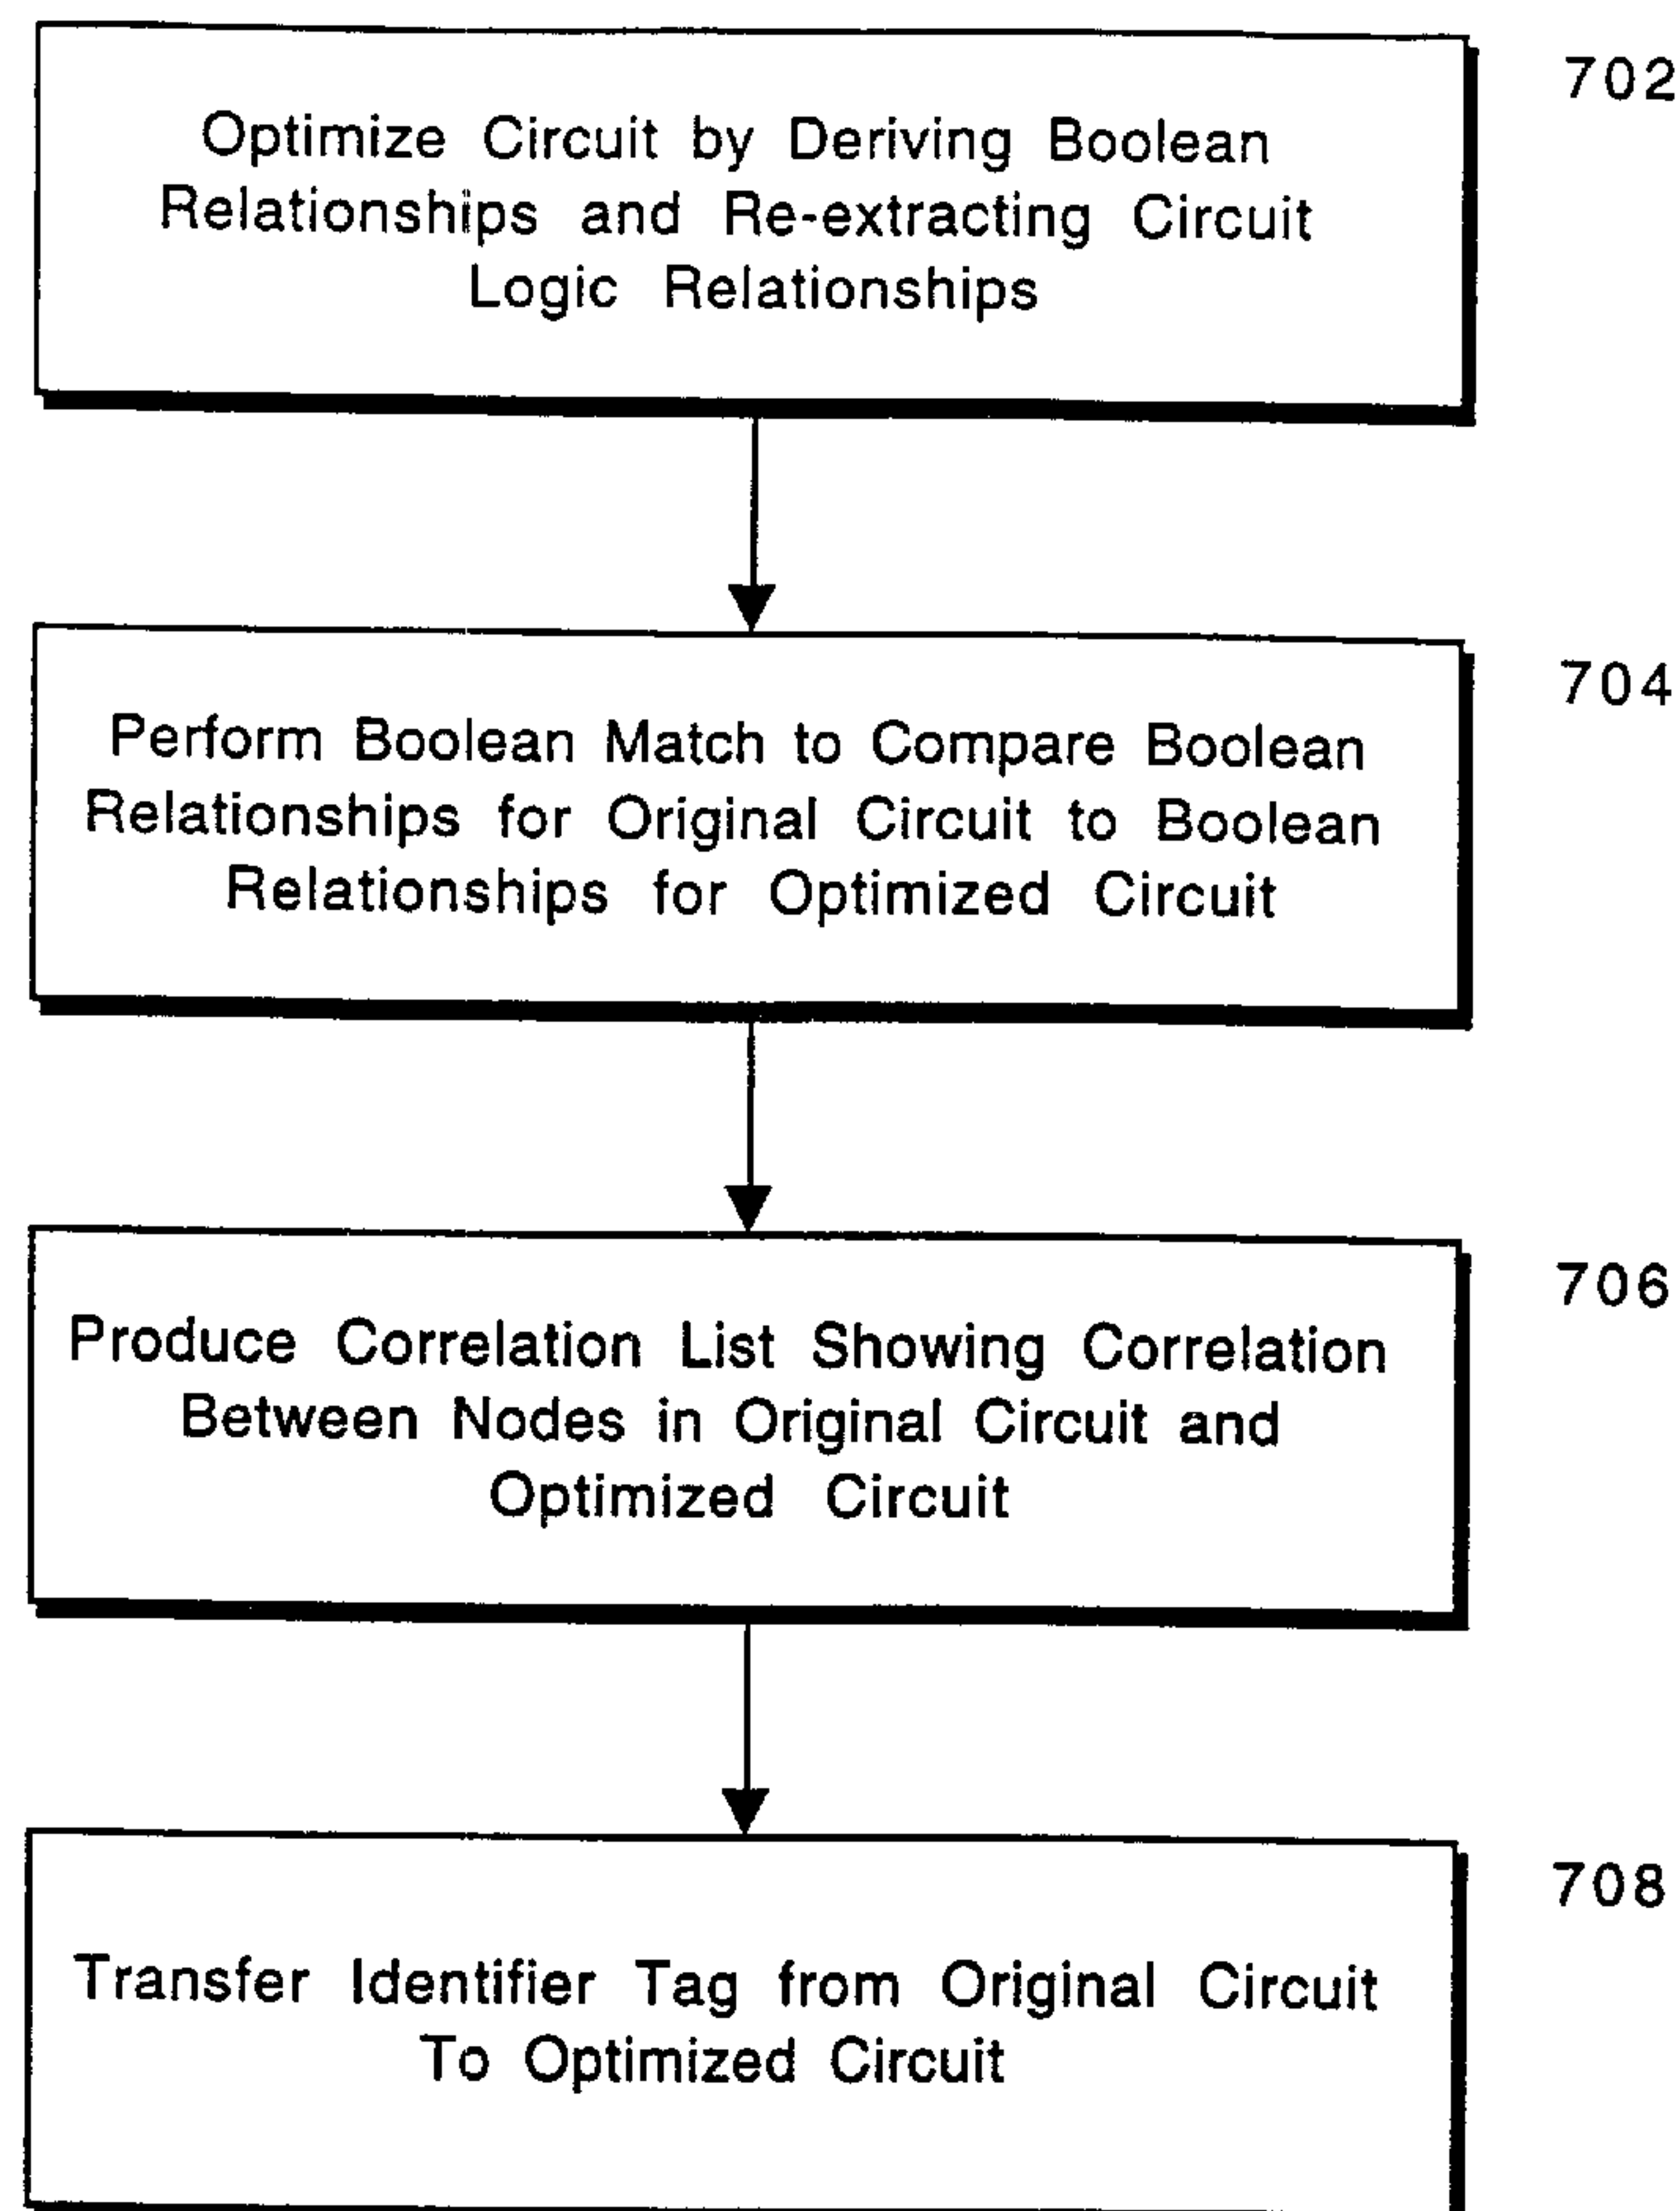 702
Optimize Circuit by Deriving Boolean
Relationships and Re-extracting Circuit
Logic Relationships
704
Perform Boolean Match to Compare Boolean
Relationships for Original Circuit to Boolean
Relationships for Optimized Circuit
706
Produce Correlation List Showing Correlation
Between Nodes in Original Circuit and
Optimized Circuit
708
Transfer Identifier Tag from Original Circuit
To Optimized Circuit